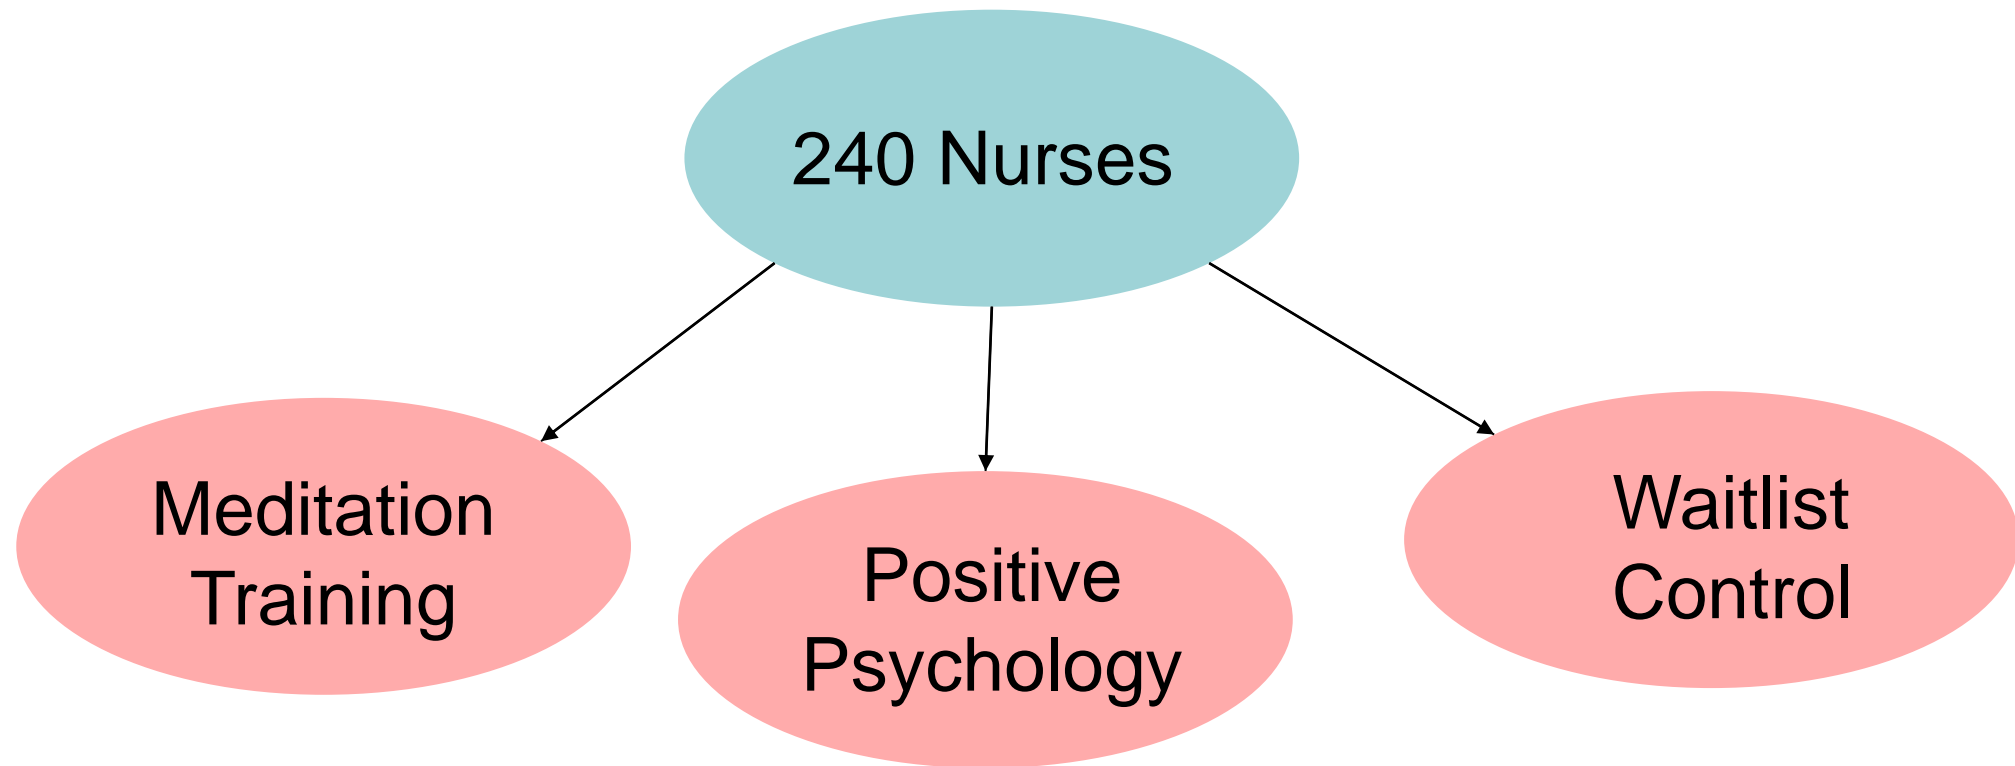 240 Nurses
Meditation
Training
Positive
Psychology
Waitlist
Control